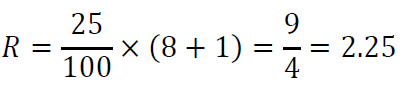 R = 25/100 × (8 + 1) = 9/4 = 2.25